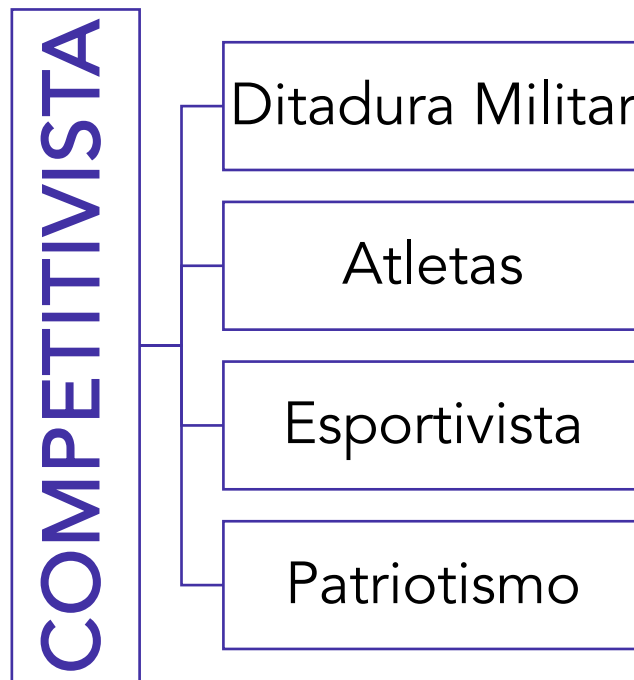 COMPETITIVISTA
Ditadura Militar
Atletas
Esportivista
Patriotismo